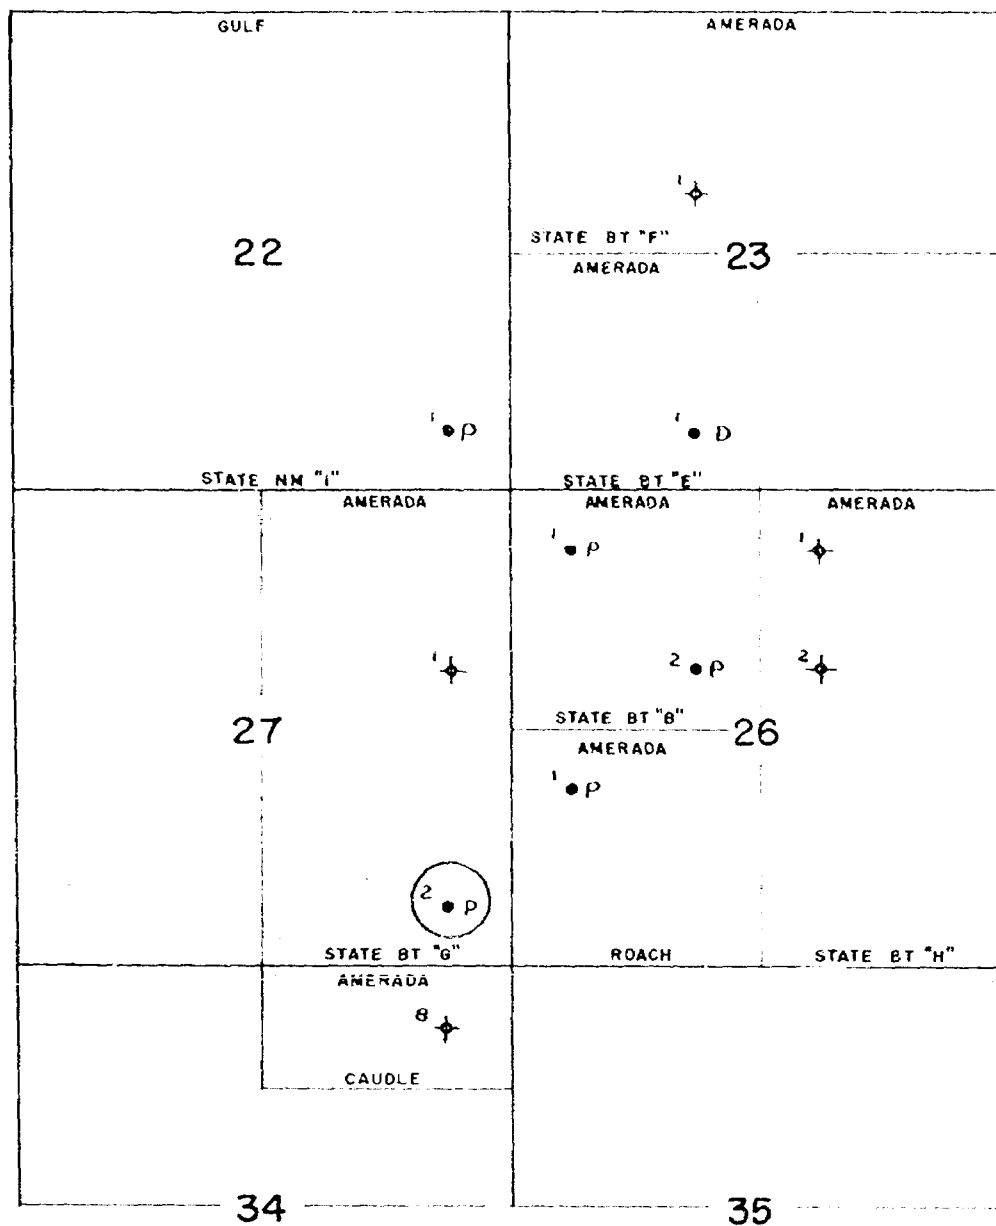 GULF
AMERADA
1
STATE BT "F"
22
23
AMERADA
1 P
1 D
STATE NM "I"
STATE BT "E"
AMERADA
AMERADA
AMERADA
1 P
1
1
2 P
2
STATE BT "B"
27
26
AMERADA
1 P
2 P
STATE BT "G"
ROACH
STATE BT "H"
AMERADA
8
CAUDLE
34
35